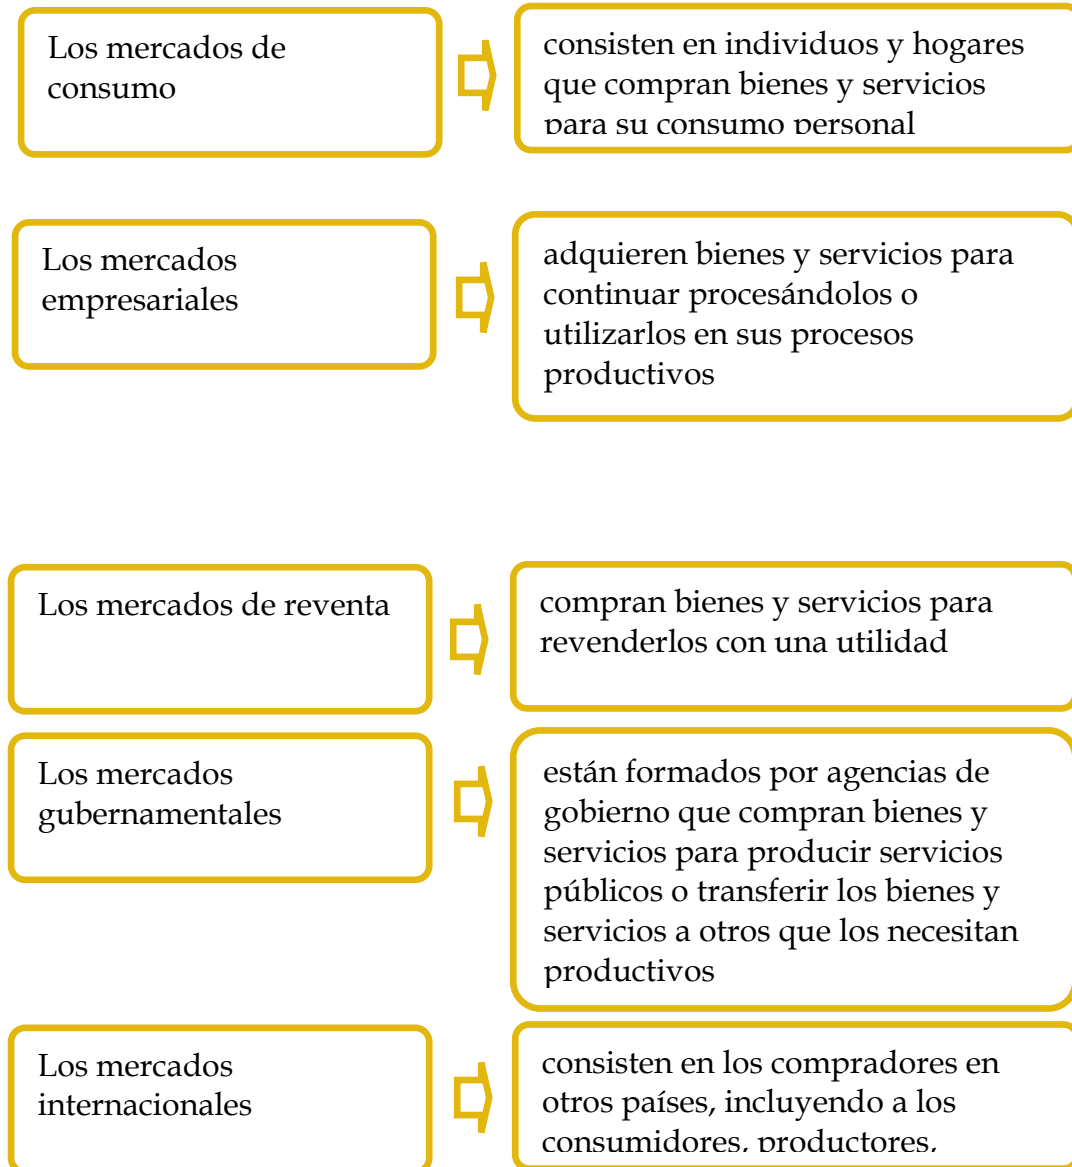 Los mercados de
consumo
consisten en individuos y hogares
que compran bienes y servicios
para su consumo personal
Los mercados
empresariales
adquieren bienes y servicios para
continuar procesándolos o
utilizarlos en sus procesos
productivos
Los mercados de reventa
compran bienes y servicios para
revenderlos con una utilidad
Los mercados
gubernamentales
están formados por agencias de
gobierno que compran bienes y
servicios para producir servicios
públicos o transferir los bienes y
servicios a otros que los necesitan
productivos
Los mercados
internacionales
consisten en los compradores en
otros países, incluyendo a los
consumidores, productores,